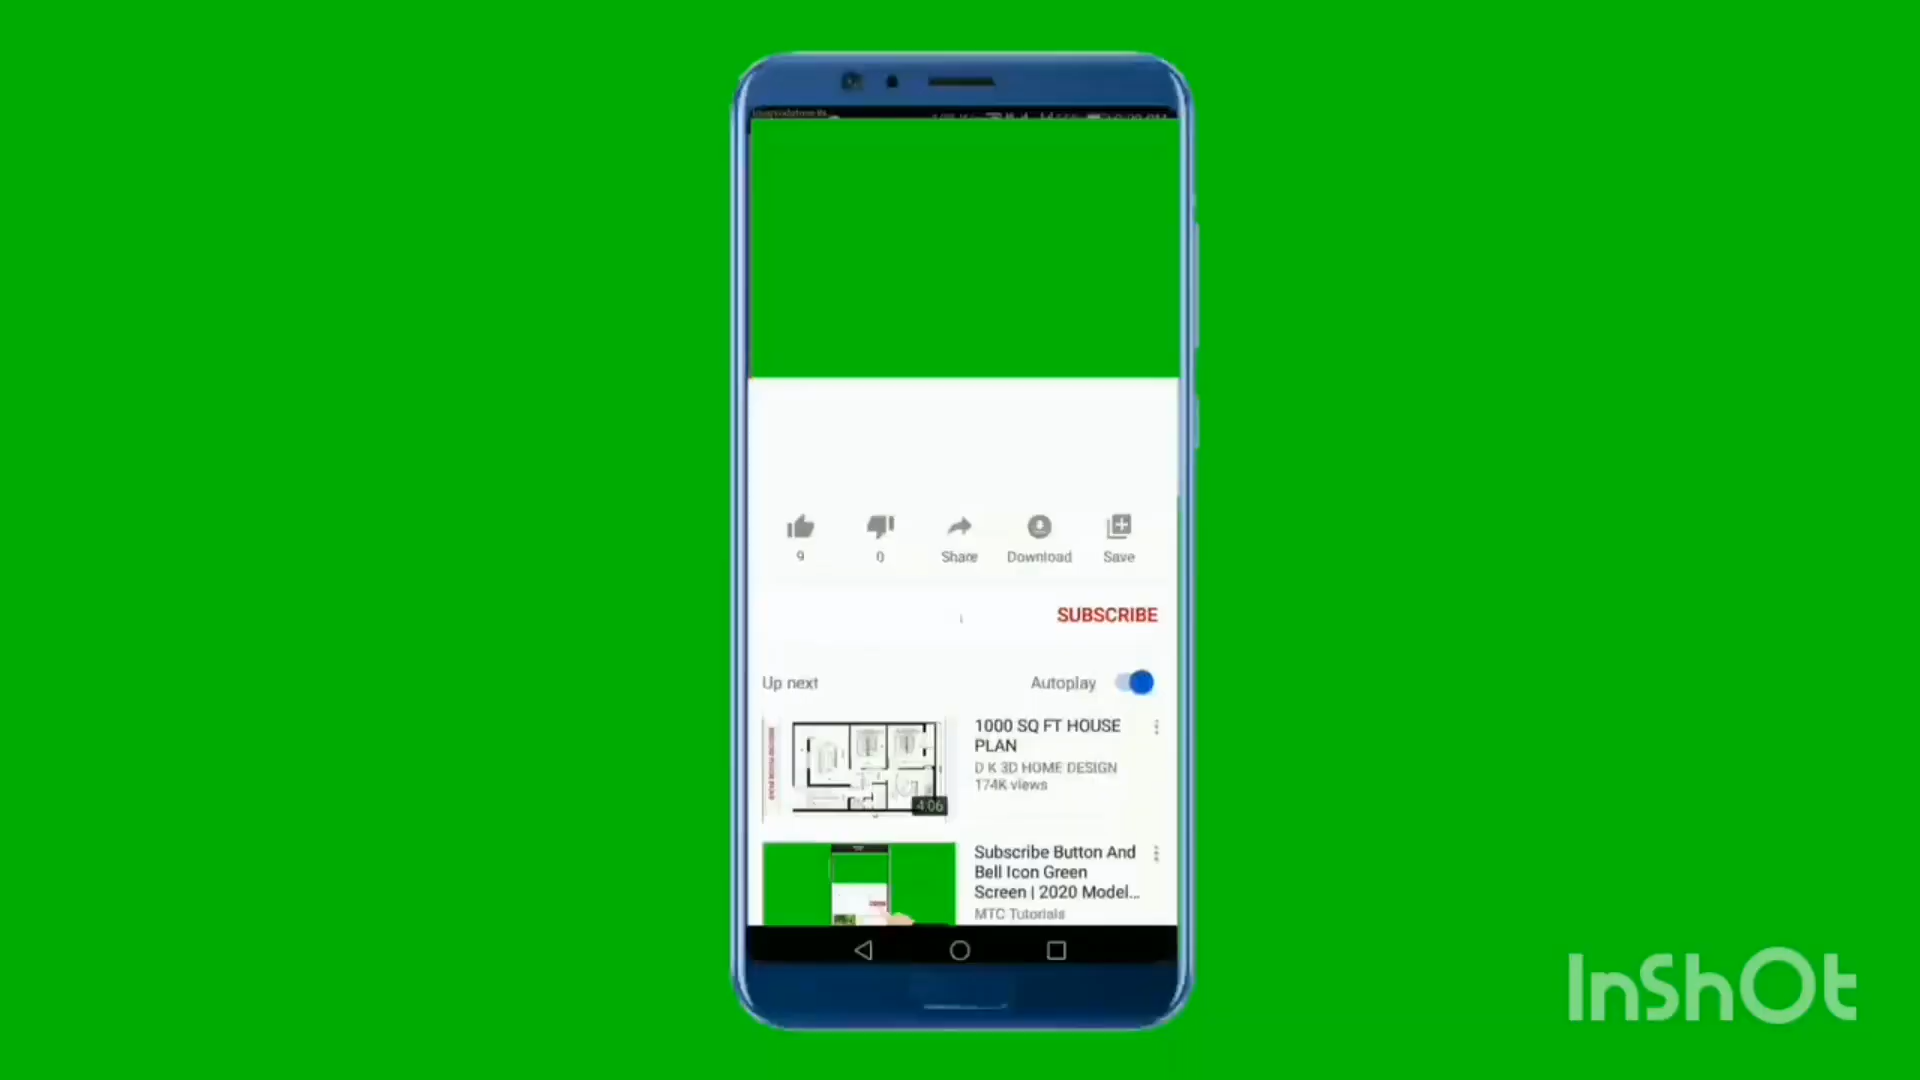 9
0
Share
Download
Save
SUBSCRIBE
Up next
Autoplay
1000 SQ FT HOUSE
PLAN
D K 3D HOME DESIGN
174K views
4:06
Subscribe Button And
Bell Icon Green
Screen | 2020 Model...
MTC Tutorials
InShOt